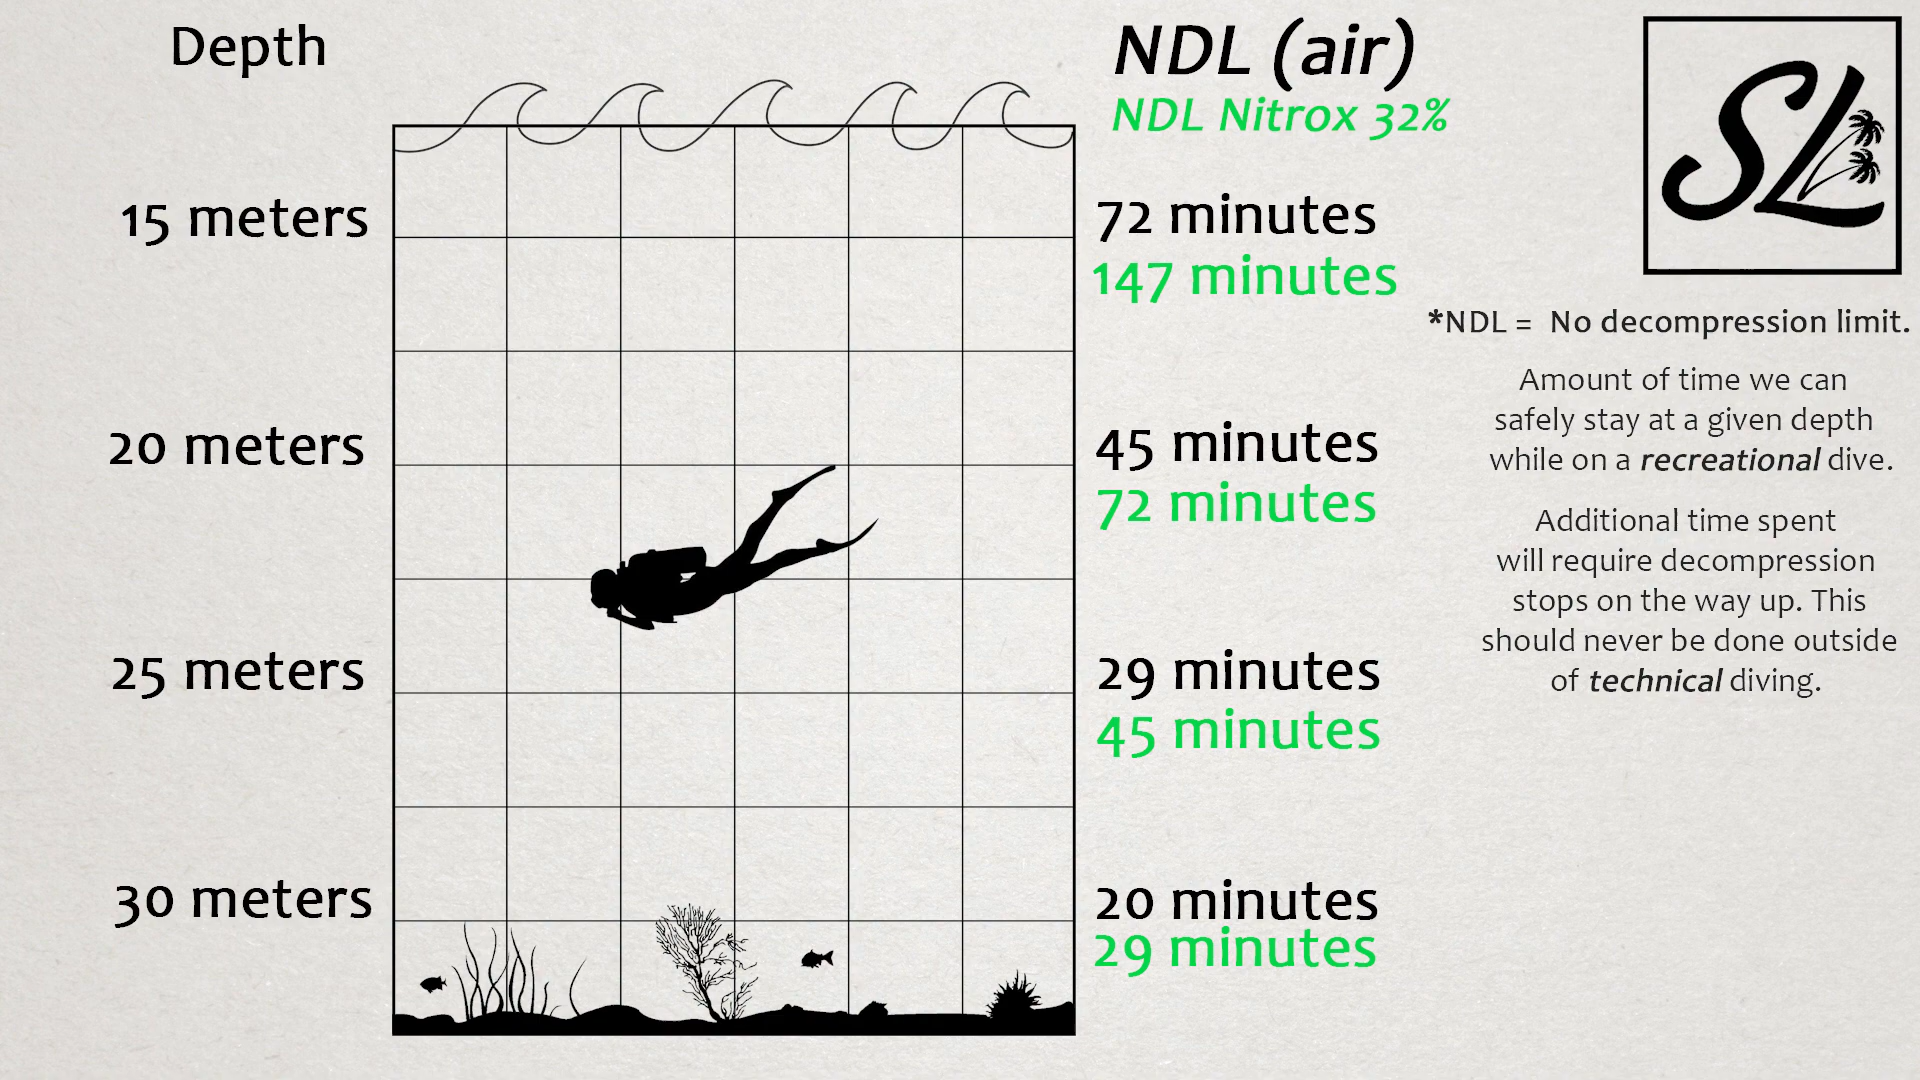 Depth
NDL (air)
NDL Nitrox 32%
SL
15 meters
72 minutes
147 minutes
*NDL = No decompression limit.
Amount of time we can
safely stay at a given depth
while on a recreational dive.
20 meters
45 minutes
72 minutes
Additional time spent
will require decompression
stops on the way up. This
should never be done outside
of technical diving.
25 meters
29 minutes
45 minutes
30 meters
20 minutes
29 minutes